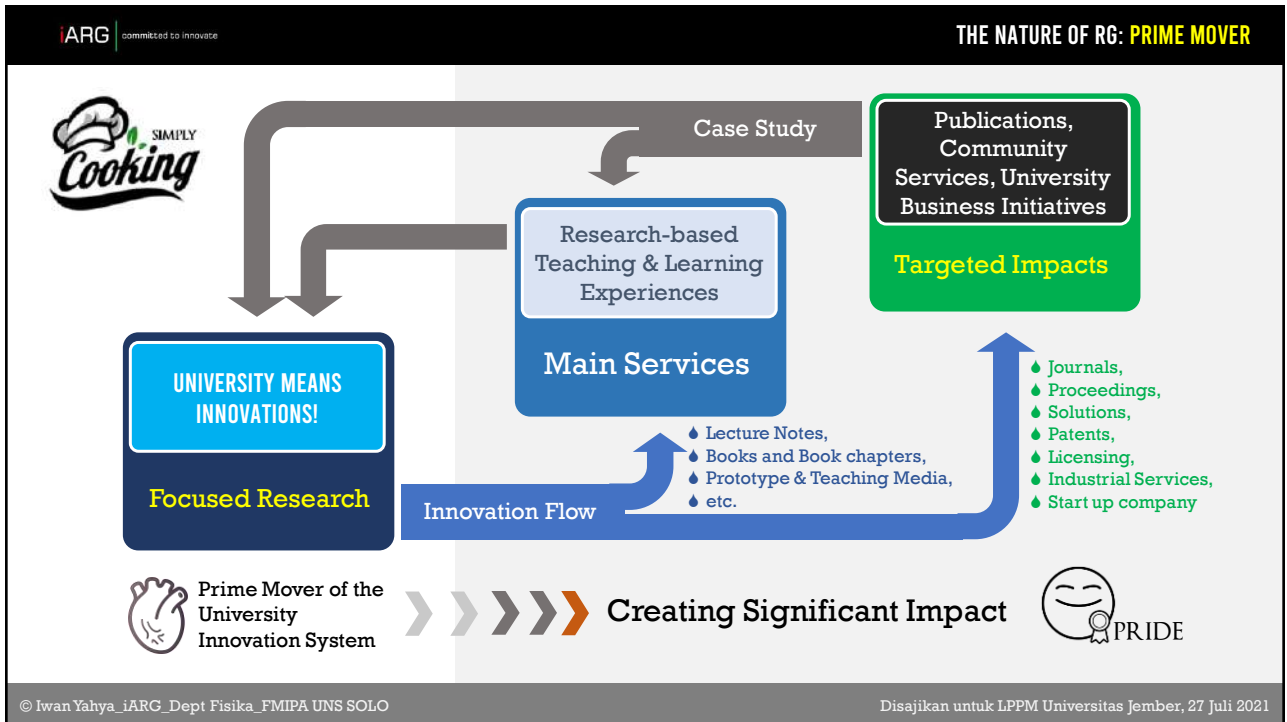 iARG committed to innovate
THE NATURE OF RG: PRIME MOVER
SIMPLY
Cooking
Case Study
Publications,
Community
Services, University
Business Initiatives
Targeted Impacts
Research-based
Teaching & Learning
Experiences
Main Services
UNIVERSITY MEANS
INNOVATIONS!
Focused Research
Innovation Flow
Lecture Notes,
Books and Book chapters,
Prototype & Teaching Media,
etc.
Journals,
Proceedings,
Solutions,
Patents,
Licensing,
Industrial Services,
Start up company
Prime Mover of the
University
Innovation System
Creating Significant Impact
PRIDE
© Iwan Yahya_iARG_Dept Fisika_FMIPA UNS SOLO
Disajikan untuk LPPM Universitas Jember, 27 Juli 2021